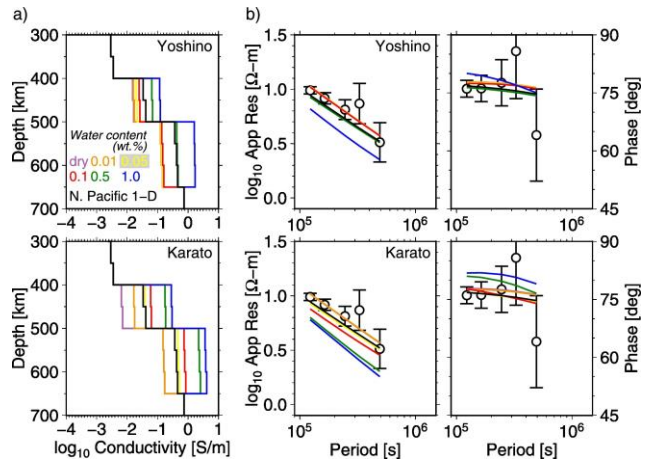 a)
b)
300
400
500
600
700
Depth [km]
Yoshino
Water content
(wt.%)
dry 0.01 0.05
0.1 0.5 1.0
N. Pacific 1−D
1.5
1.0
0.5
0.0
log10 App Res [Ω−m]
Yoshino
10^5
10^6
90
75
60
45
Phase [deg]
10^5
10^6
300
400
500
600
700
Depth [km]
Karato
−4 −3 −2 −1 0 1
log10 Conductivity [S/m]
1.5
1.0
0.5
0.0
log10 App Res [Ω−m]
Karato
10^5
10^6
Period [s]
90
75
60
45
Phase [deg]
10^5
10^6
Period [s]